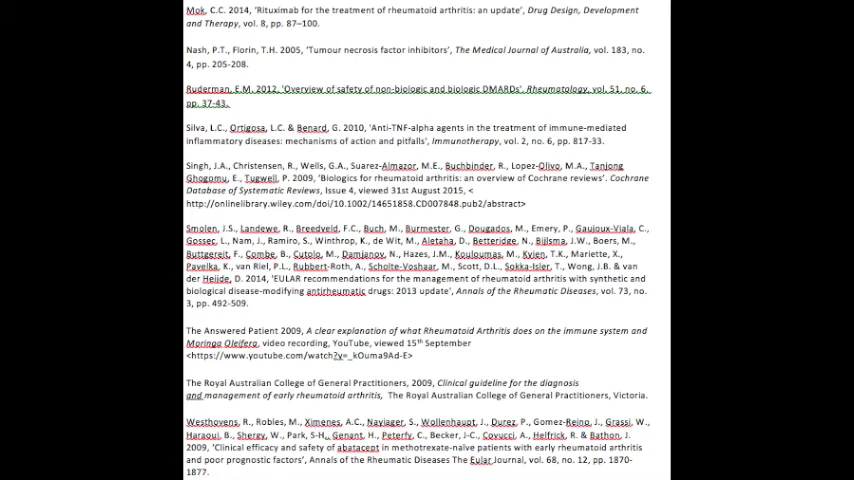 Mok, C.C. 2014, 'Rituximab for the treatment of rheumatoid arthritis: an update', Drug Design, Development
and Therapy, vol. 8, pp. 87–100.
Nash, P.T., Florin, T.H. 2005, 'Tumour necrosis factor inhibitors', The Medical Journal of Australia, vol. 183, no.
4, pp. 205-208.
Ruderman, E.M. 2012, 'Overview of safety of non-biologic and biologic DMARDs', Rheumatology, vol. 51, no. 6,
pp. 37-43.
Silva, L.C., Ortigosa, L.C. & Benard, G. 2010, 'Anti-TNF-alpha agents in the treatment of immune-mediated
inflammatory diseases: mechanisms of action and pitfalls', Immunotherapy, vol. 2, no. 6, pp. 817-33.
Singh, J.A., Christensen, R., Wells, G.A., Suarez-Almazor, M.E., Buchbinder, R., Lopez-Olivo, M.A., Tanjong
Ghogomu, E., Tugwell, P. 2009, 'Biologics for rheumatoid arthritis: an overview of Cochrane reviews'. Cochrane
Database of Systematic Reviews, Issue 4, viewed 31st August 2015, <
http://onlinelibrary.wiley.com/doi/10.1002/14651858.CD007848.pub2/abstract>
Smolen, J.S., Landewe, R., Breedveld, F.C., Buch, M., Burmester, G., Dougados, M., Emery, P., Gaujoux-Viala, C.,
Gossec, L., Nam, J., Ramiro, S., Winthrop, K., de Wit, M., Aletaha, D., Betteridge, N., Bijlsma, J.W., Boers, M.,
Buttgereit, F., Combe, B., Cutolo, M., Damjanov, N., Hazes, J.M., Kouloumas, M., Kvien, T.K., Mariette, X.,
Pavelka, K., van Riel, P.L., Rubbert-Roth, A., Scholte-Voshaar, M., Scott, D.L., Sokka-Isler, T., Wong, J.B. & van
der Heijde, D. 2014, 'EULAR recommendations for the management of rheumatoid arthritis with synthetic and
biological disease-modifying antirheumatic drugs: 2013 update', Annals of the Rheumatic Diseases, vol. 73, no.
3, pp. 492-509.
The Answered Patient 2009, A clear explanation of what Rheumatoid Arthritis does on the immune system and
Moringa Oleifera, video recording, YouTube, viewed 15th September
<https://www.youtube.com/watch?v=_kOuma9Ad-E>
The Royal Australian College of General Practitioners, 2009, Clinical guideline for the diagnosis
and management of early rheumatoid arthritis, The Royal Australian College of General Practitioners, Victoria.
Westhovens, R., Robles, M., Ximenes, A.C., Nayiager, S., Wollenhaupt, J., Durez, P., Gomez-Reino, J., Grassi, W.,
Haraoui, B., Shergy, W., Park, S-H., Genant, H., Peterfy, C., Becker, J-C., Covucci, A., Helfrick, R. & Bathon, J.
2009, 'Clinical efficacy and safety of abatacept in methotrexate-naïve patients with early rheumatoid arthritis
and poor prognostic factors', Annals of the Rheumatic Diseases The Eular Journal, vol. 68, no. 12, pp. 1870-
1877.